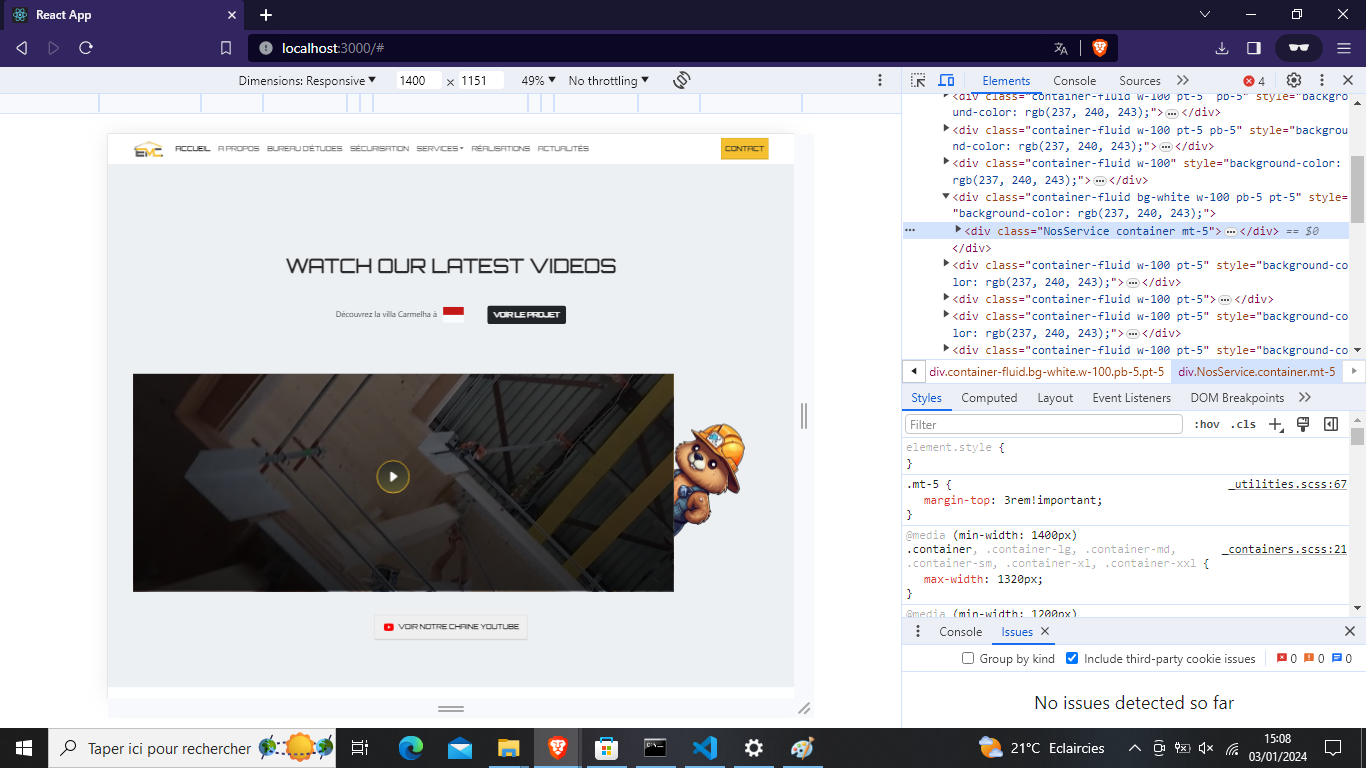 React App
localhost:3000/#
Dimensions: Responsive 1400 × 1151 49% No throttling
Elements Console Sources 4
<div class="container-fluid w-100 pt-5  pb-5" style="backgro
und-color: rgb(237, 240, 243);">…</div>
<div class="container-fluid w-100 pt-5 pb-5" style="backgrou
nd-color: rgb(237, 240, 243);">…</div>
<div class="container-fluid w-100" style="background-color:
rgb(237, 240, 243);">…</div>
<div class="container-fluid bg-white w-100 pb-5 pt-5" style=
"background-color: rgb(237, 240, 243);">
<div class="NosService container mt-5">…</div> == $0
</div>
<div class="container-fluid w-100 pt-5" style="background-co
lor: rgb(237, 240, 243);">…</div>
<div class="container-fluid w-100 pt-5">…</div>
<div class="container-fluid w-100 pt-5" style="background-co
lor: rgb(237, 240, 243);">…</div>
<div class="container-fluid w-100 pt-5" style="background-co
div.container-fluid.bg-white.w-100.pb-5.pt-5 div.NosService.container.mt-5
Styles Computed Layout Event Listeners DOM Breakpoints
Filter :hov .cls
element.style {
}
.mt-5 { _utilities.scss:67
margin-top: 3rem!important;
}
@media (min-width: 1400px)
.container, .container-lg, .container-md, _containers.scss:21
.container-sm, .container-xl, .container-xxl {
max-width: 1320px;
}
@media (min-width: 1200px)
Console Issues
Group by kind Include third-party cookie issues 0 0 0
No issues detected so far
EMC ACCUEIL A PROPOS BUREAU D'ÉTUDES SÉCURISATION SERVICES RÉALISATIONS ACTUALITÉS CONTACT
WATCH OUR LATEST VIDEOS
Découvrez la villa Carmelha à VOIR LE PROJET
VOIR NOTRE CHAINE YOUTUBE
Taper ici pour rechercher
21°C Eclaircies
15:08
03/01/2024